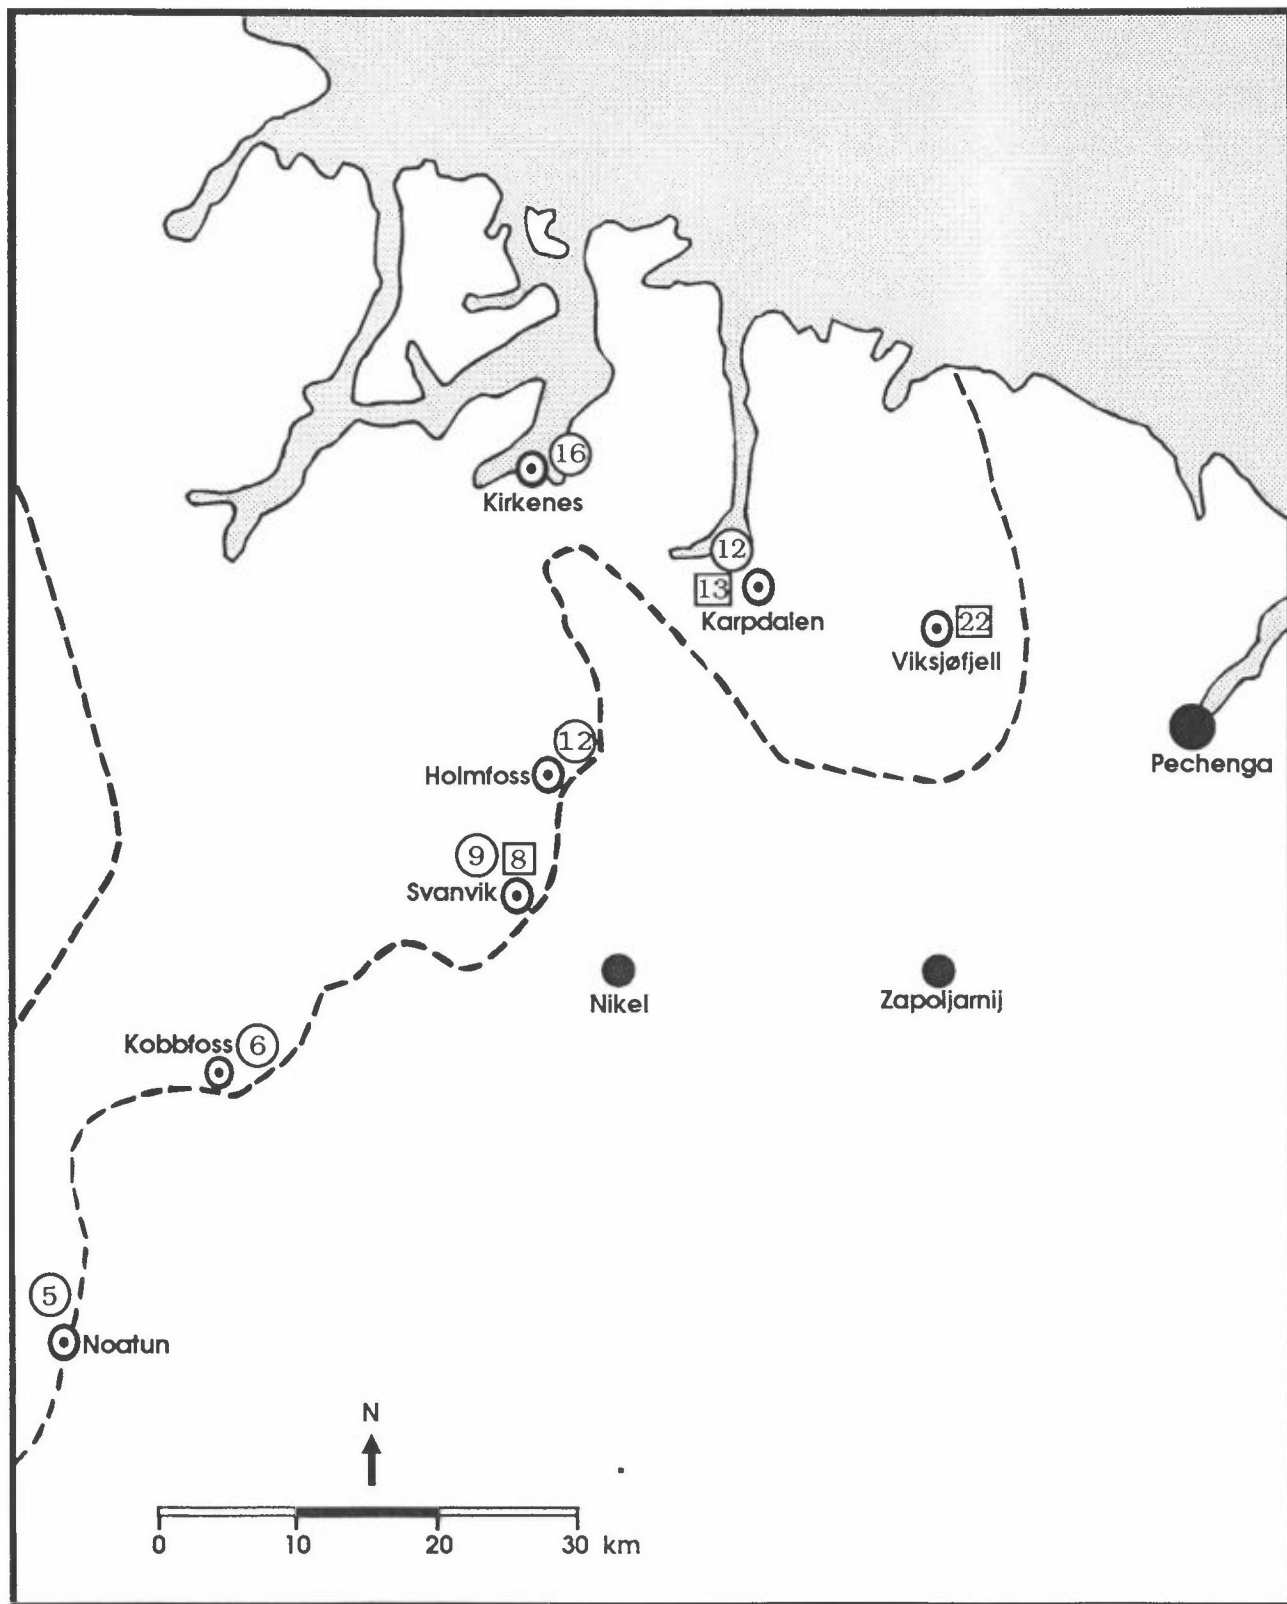 16
Kirkenes
12
13
Karpdalen
22
Viksjøfjell
12
Holmfoss
Pechenga
9 8
Svanvik
Nikel
Zapoljarnij
Kobbfoss 6
5
Noatun
N
0 10 20 30 km